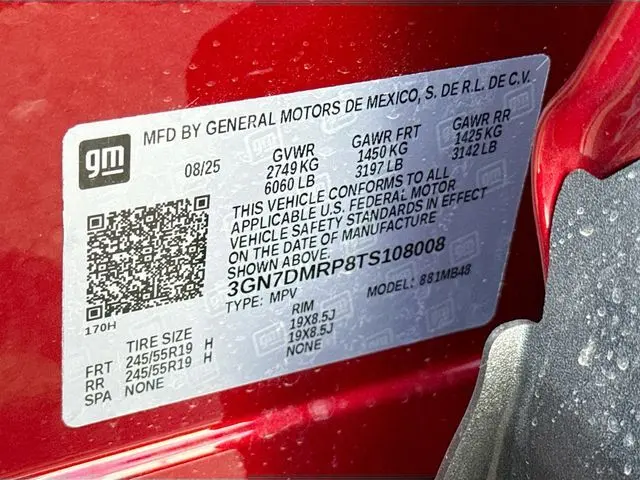 gm
MFD BY GENERAL MOTORS DE MEXICO, S. DE R.L. DE C.V.
08/25 GVWR GAWR FRT GAWR RR
2749 KG 1450 KG 1425 KG
6060 LB 3197 LB 3142 LB
THIS VEHICLE CONFORMS TO ALL
APPLICABLE U.S. FEDERAL MOTOR
VEHICLE SAFETY STANDARDS IN EFFECT
ON THE DATE OF MANUFACTURE
SHOWN ABOVE.
3GN7DMRP8TS108008
TYPE: MPV MODEL: 881MB48
170H
TIRE SIZE RIM
FRT 245/55R19 H 19X8.5J
RR 245/55R19 H 19X8.5J
SPA NONE NONE